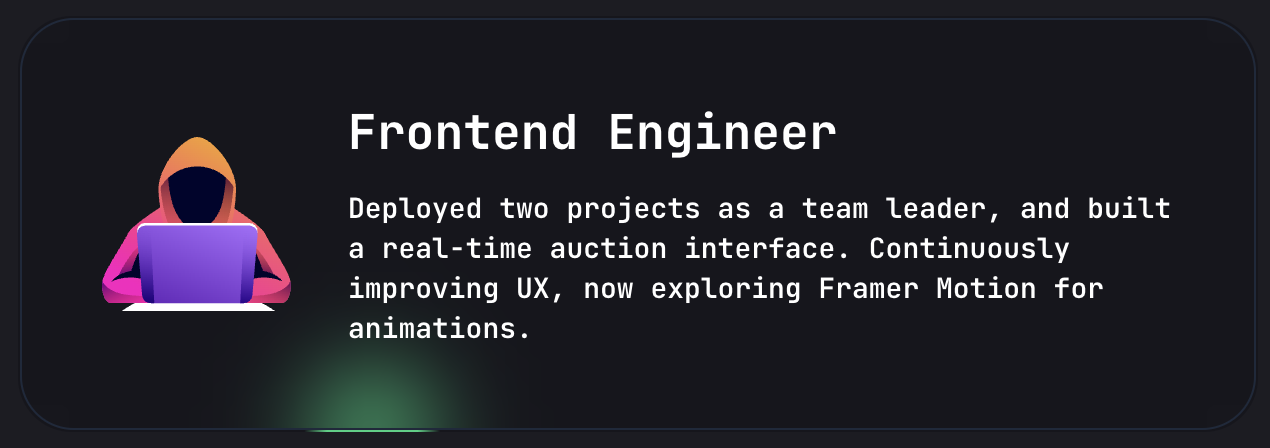 Frontend Engineer
Deployed two projects as a team leader, and built
a real-time auction interface. Continuously
improving UX, now exploring Framer Motion for
animations.